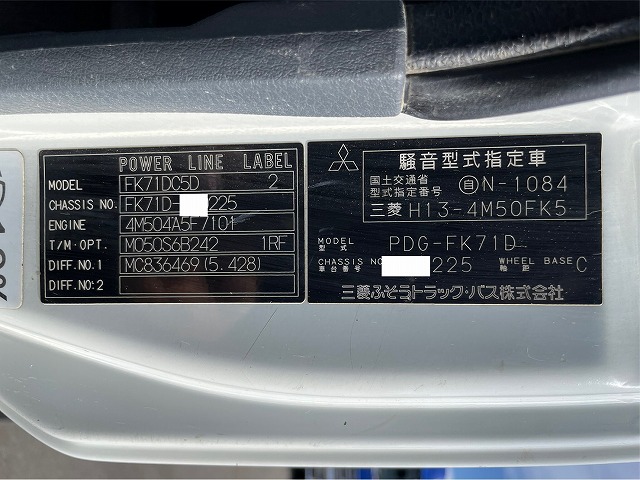 POWER LINE LABEL
MODEL FK71DC5D 2
CHASSIS NO. FK71D- 225
ENGINE 4M504A5F7101
T/M·OPT. M050S6B242 1RF
DIFF.NO.1 MC836469(5.428)
DIFF.NO:2
騒音型式指定車
国土交通省
型式指定番号 自N-1084
三菱 H13-4M50FK5
MODEL
型式 PDG-FK71D
CHASSIS NO.
車台番号 225 WHEEL BASE
軸距 C
三菱ふそうトラック・バス株式会社